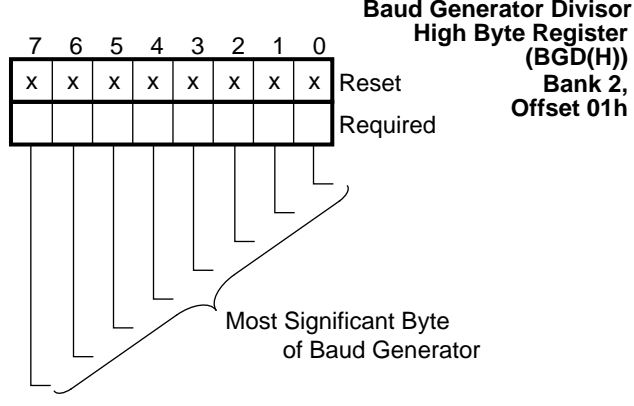 Baud Generator Divisor
High Byte Register
(BGD(H))
Bank 2,
Offset 01h
7 6 5 4 3 2 1 0
x x x x x x x x Reset
Required
Most Significant Byte
of Baud Generator